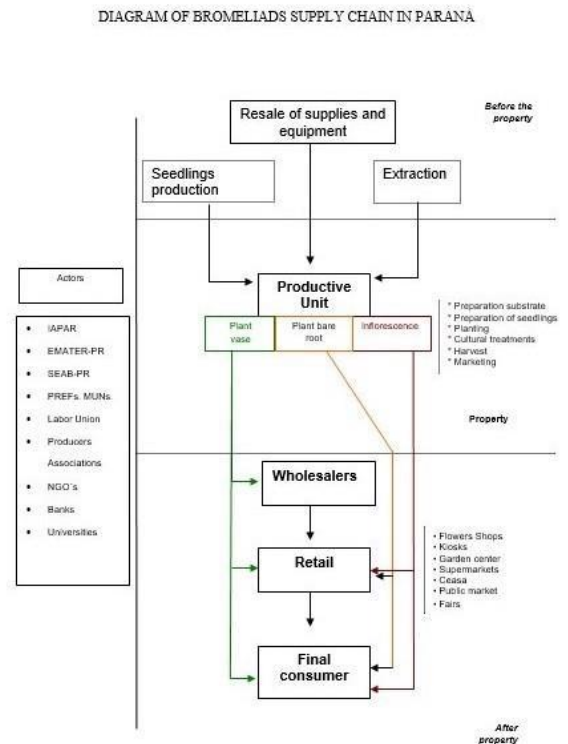 DIAGRAM OF BROMELIADS SUPPLY CHAIN IN PARANÁ
Before the
property
Resale of supplies and
equipment
Seedlings
production
Extraction
Actors
• IAPAR
• EMATER-PR
• SEAB-PR
• PREFs. MUNs.
• Labor Union
• Producers
Associations
• NGO´s
• Banks
• Universities
Productive
Unit
Plant
vase
Plant bare
root
Inflorescence
* Preparation substrate
* Preparation of seedlings
* Planting
* Cultural treatments
* Harvest
* Marketing
Property
Wholesalers
Retail
• Flowers Shops
• Kiosks
• Garden center
• Supermarkets
• Ceasa
• Public market
• Fairs
Final
consumer
After
property